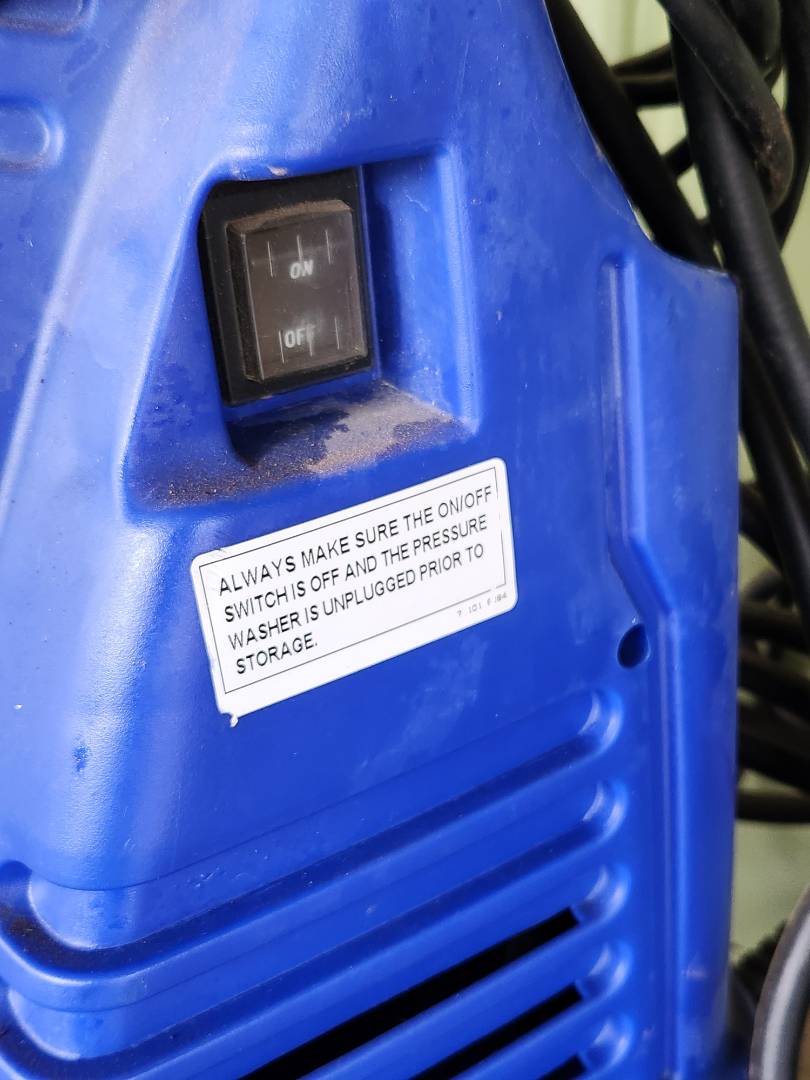 ON
OFF
ALWAYS MAKE SURE THE ON/OFF
SWITCH IS OFF AND THE PRESSURE
WASHER IS UNPLUGGED PRIOR TO
STORAGE.